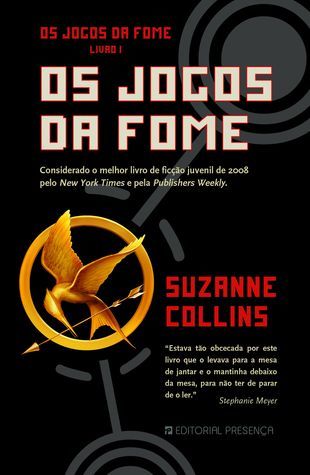 OS JOGOS DA FOME
LIVRO I
OS JOGOS
DA FOME
Considerado o melhor livro de ficção juvenil de 2008
pelo New York Times e pela Publishers Weekly.
SUZANNE
COLLINS
“Estava tão obcecada por este
livro que o levava para a mesa
de jantar e o mantinha debaixo
da mesa, para não ter de parar
de o ler.”
Stephanie Meyer
EDITORIAL PRESENÇA